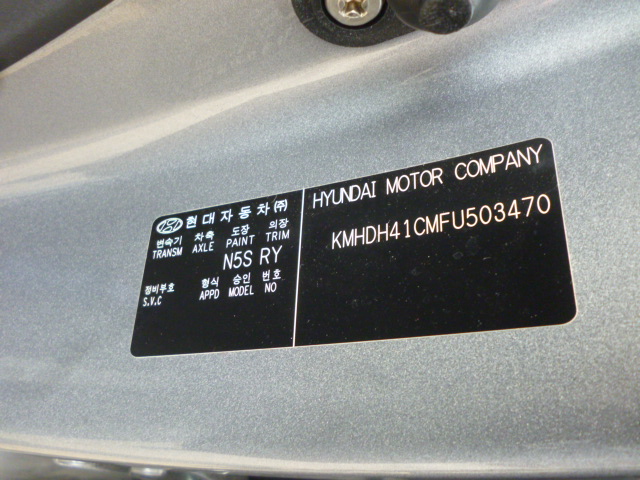 현대자동차㈜
변속기 차축 도장 의장
TRANSM AXLE PAINT TRIM
N5S RY
정비부호 형식 승인 번호
S.V.C APPD MODEL NO
HYUNDAI MOTOR COMPANY
KMHDH41CMFU503470